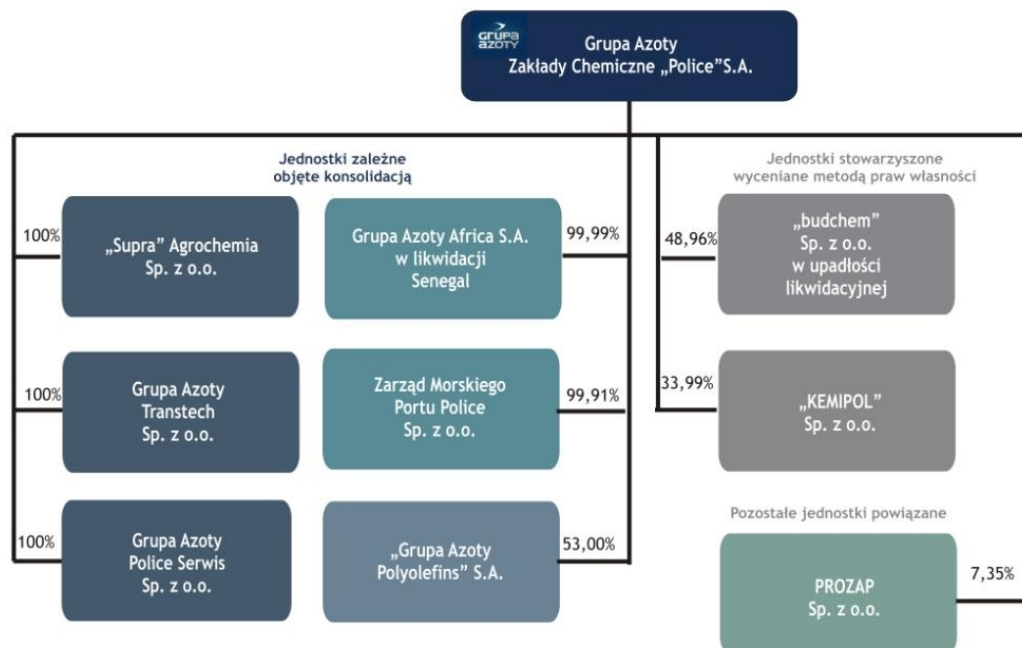 GRUPA
AZOTY
Grupa Azoty
Zakłady Chemiczne „Police”S.A.
Jednostki zależne
objęte konsolidacją
Jednostki stowarzyszone
wyceniane metodą praw własności
100%
„Supra” Agrochemia
Sp. z o.o.
Grupa Azoty Africa S.A.
w likwidacji
Senegal
99,99%
48,96%
„budchem”
Sp. z o.o.
w upadłości
likwidacyjnej
100%
Grupa Azoty
Transtech
Sp. z o.o.
Zarząd Morskiego
Portu Police
Sp. z o.o.
99,91%
33,99%
„KEMIPOL”
Sp. z o.o.
Pozostałe jednostki powiązane
100%
Grupa Azoty
Police Serwis
Sp. z o.o.
„Grupa Azoty
Polyolefins” S.A.
53,00%
PROZAP
Sp. z o.o.
7,35%